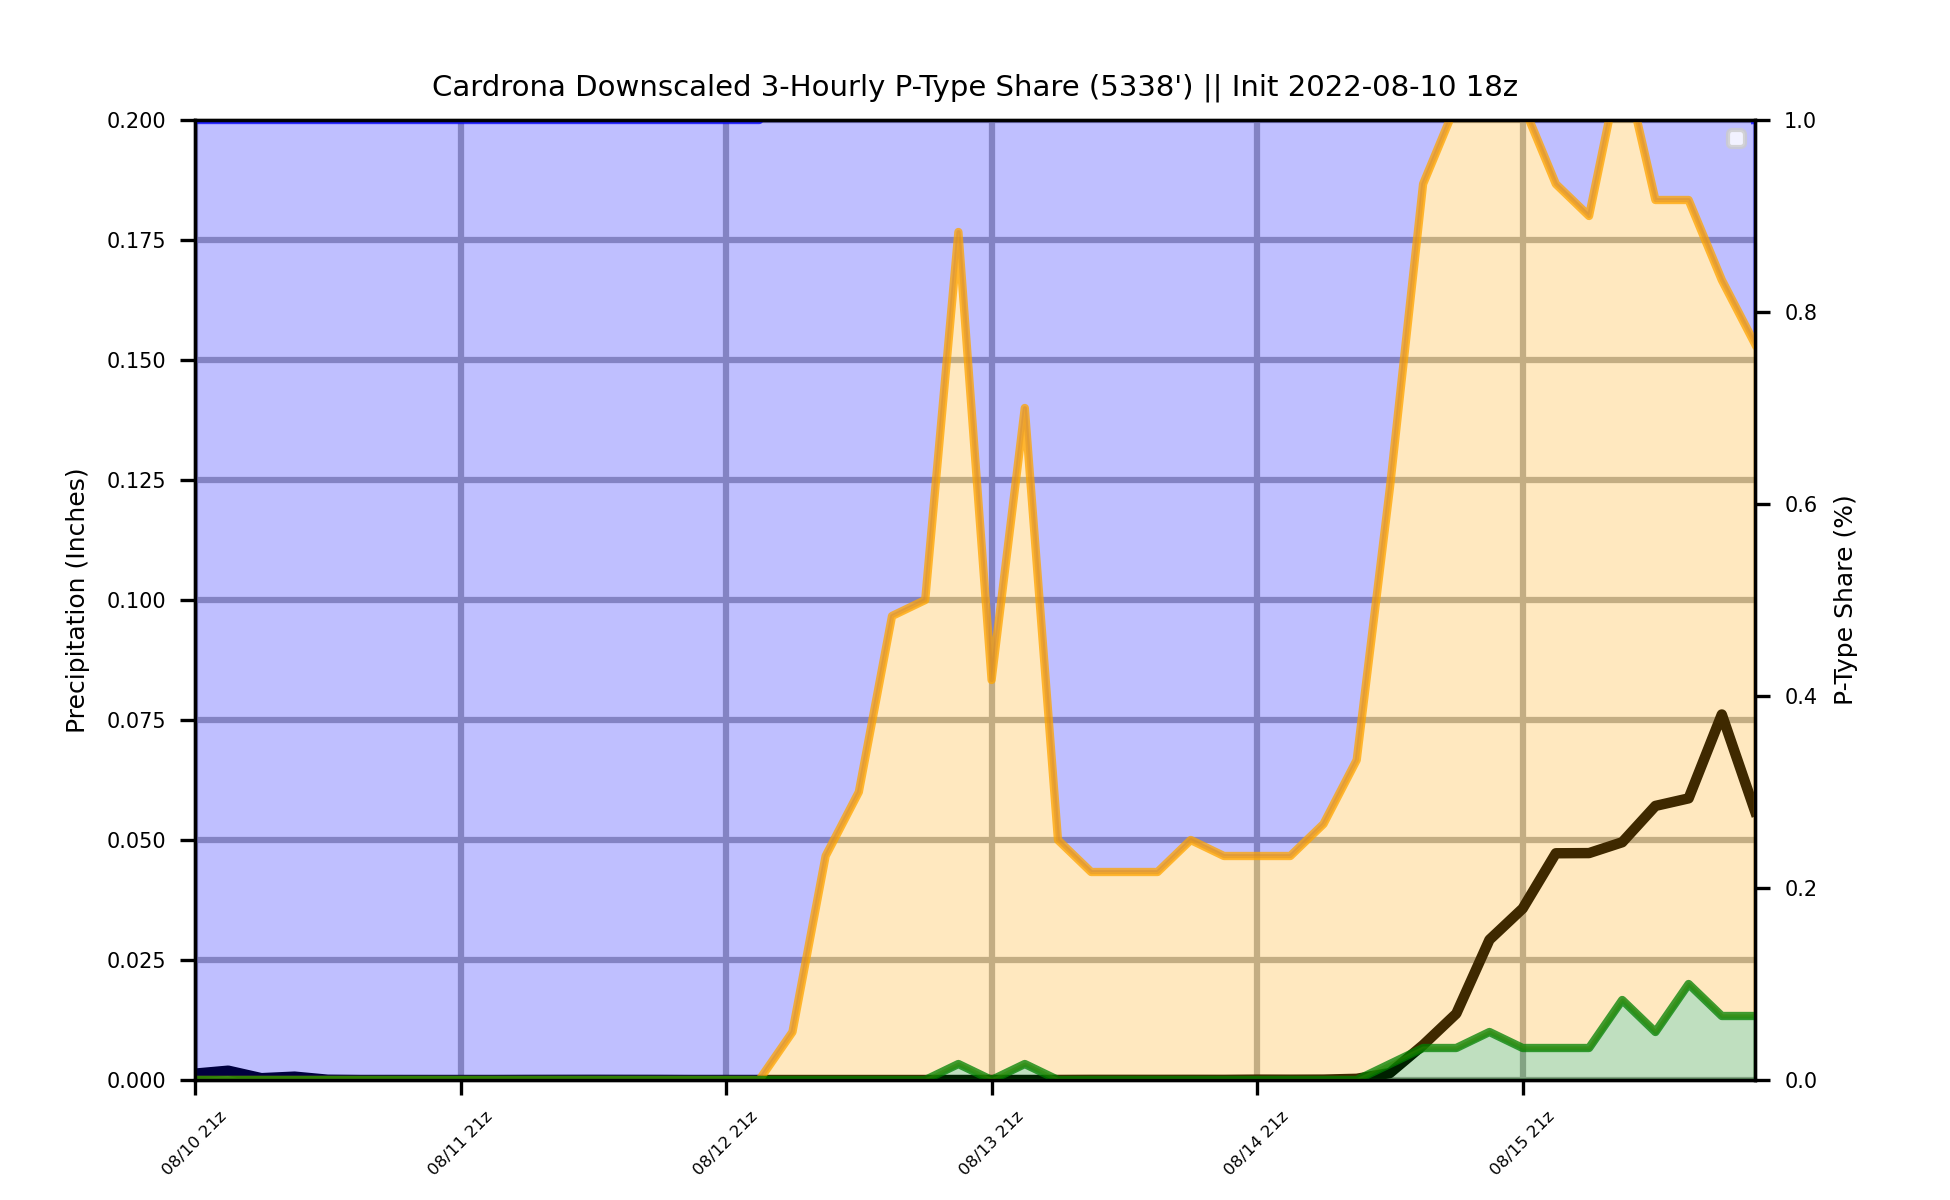 Cardrona Downscaled 3-Hourly P-Type Share (5338') || Init 2022-08-10 18z
0.200
0.175
0.150
0.125
0.100
0.075
0.050
0.025
0.000
Precipitation (Inches)
1.0
0.8
0.6
0.4
0.2
0.0
P-Type Share (%)
08/10 21z
08/11 21z
08/12 21z
08/13 21z
08/14 21z
08/15 21z